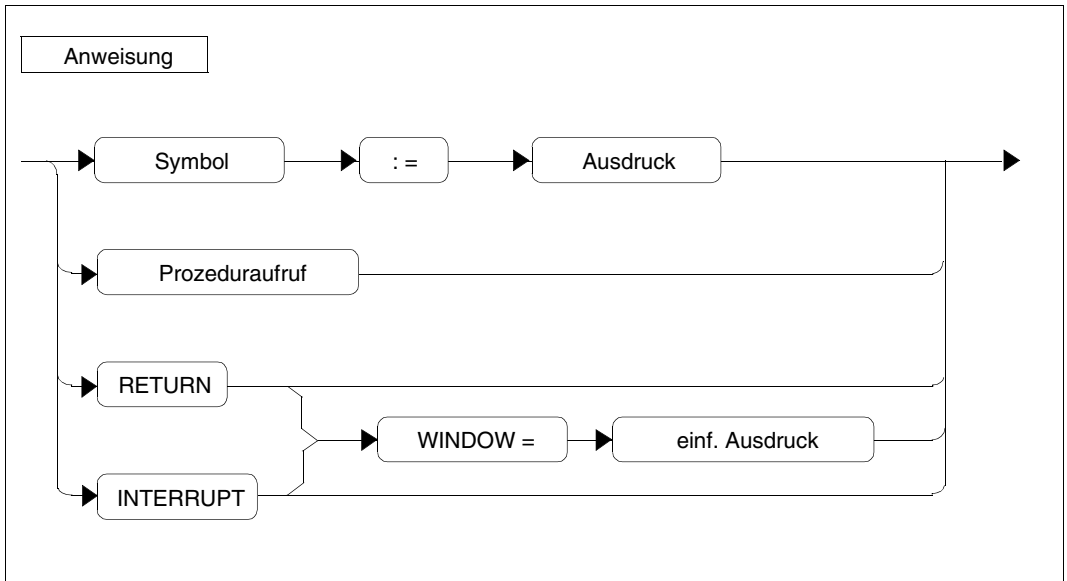 Anweisung
Symbol : = Ausdruck
Prozeduraufruf
RETURN
WINDOW = einf. Ausdruck
INTERRUPT